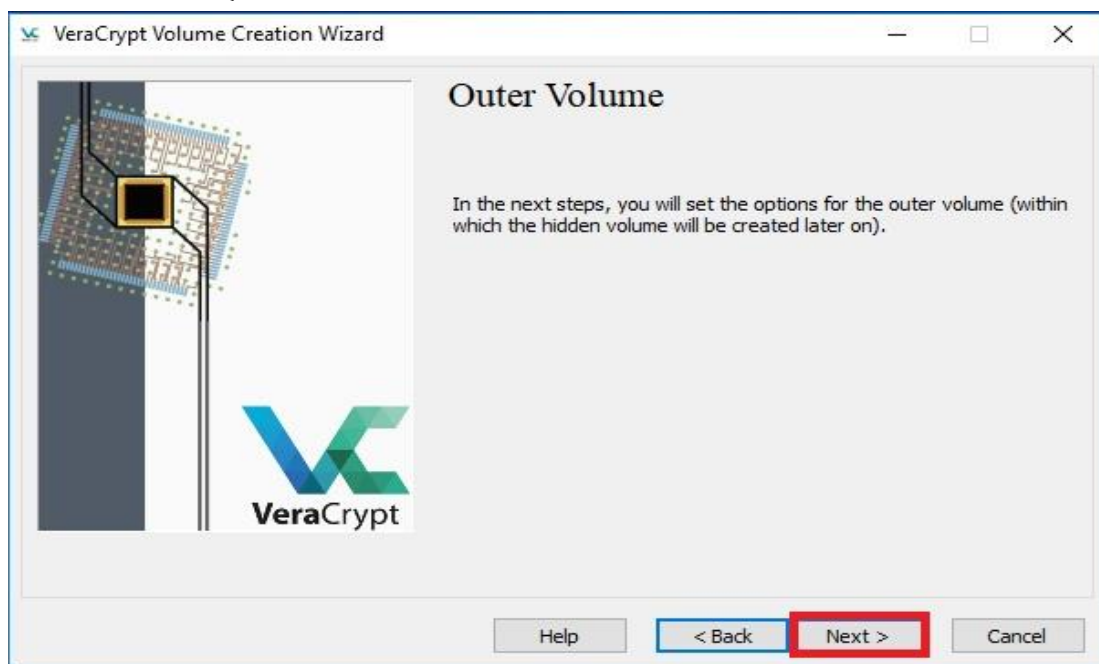 VeraCrypt Volume Creation Wizard
Outer Volume
In the next steps, you will set the options for the outer volume (within
which the hidden volume will be created later on).
VeraCrypt
Help
< Back
Next >
Cancel